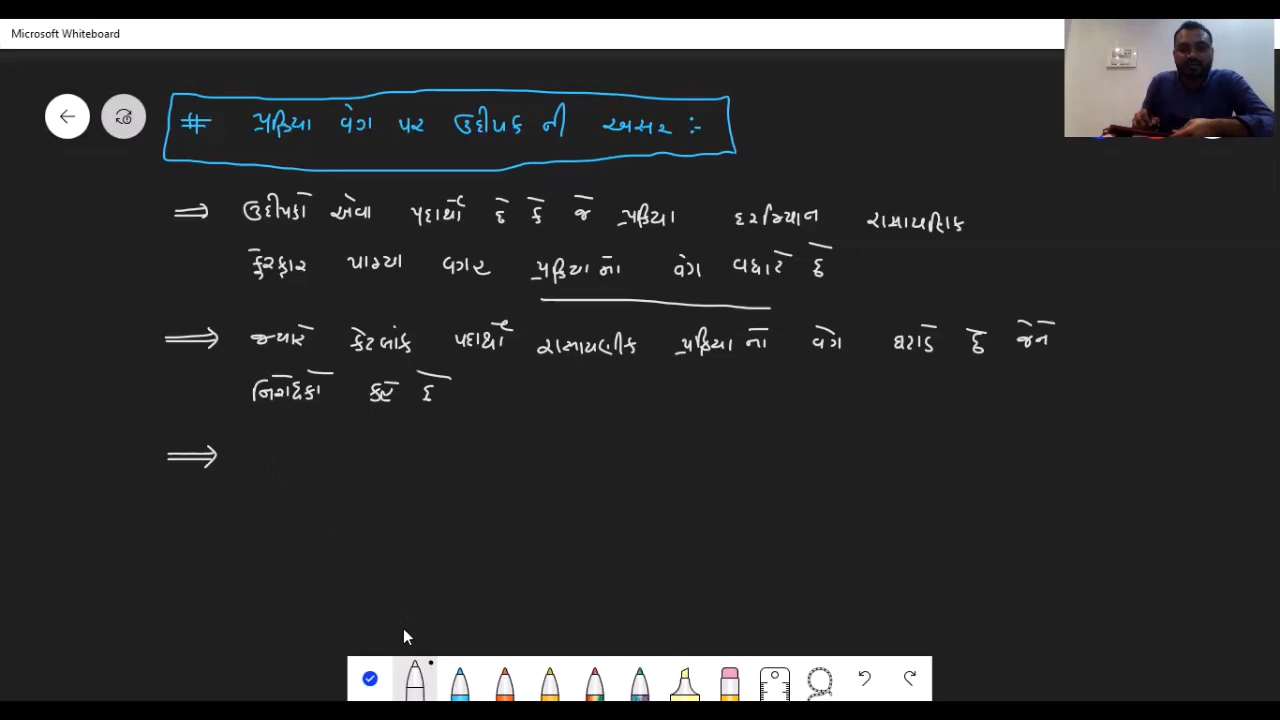 Microsoft Whiteboard
# પ્રક્રિયા વેગ પર ઉદ્દીપક ની અસર :-
⇒ ઉદ્દીપકો એવા પદાર્થો છે કે જે પ્રક્રિયા દરમિયાન રાસાયણિક
ફેરફાર પામ્યા વગર પ્રક્રિયાનો વેગ વધારે છે
⇒ જ્યારે કેટલાંક પદાર્થો રાસાયણીક પ્રક્રિયાનો વેગ ઘટાડે છે જેને
નિરોધકો કહે છે
⇒